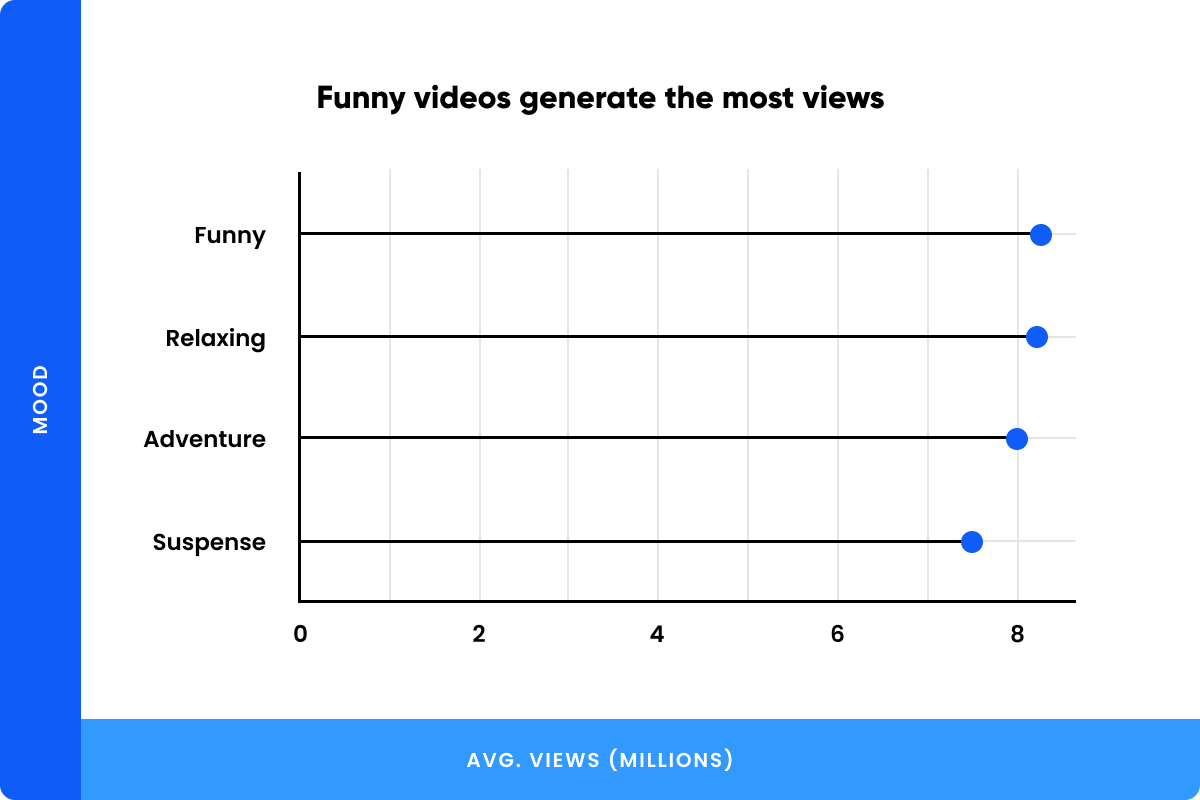 Funny videos generate the most views
MOOD
Funny
Relaxing
Adventure
Suspense
0 2 4 6 8
AVG. VIEWS (MILLIONS)